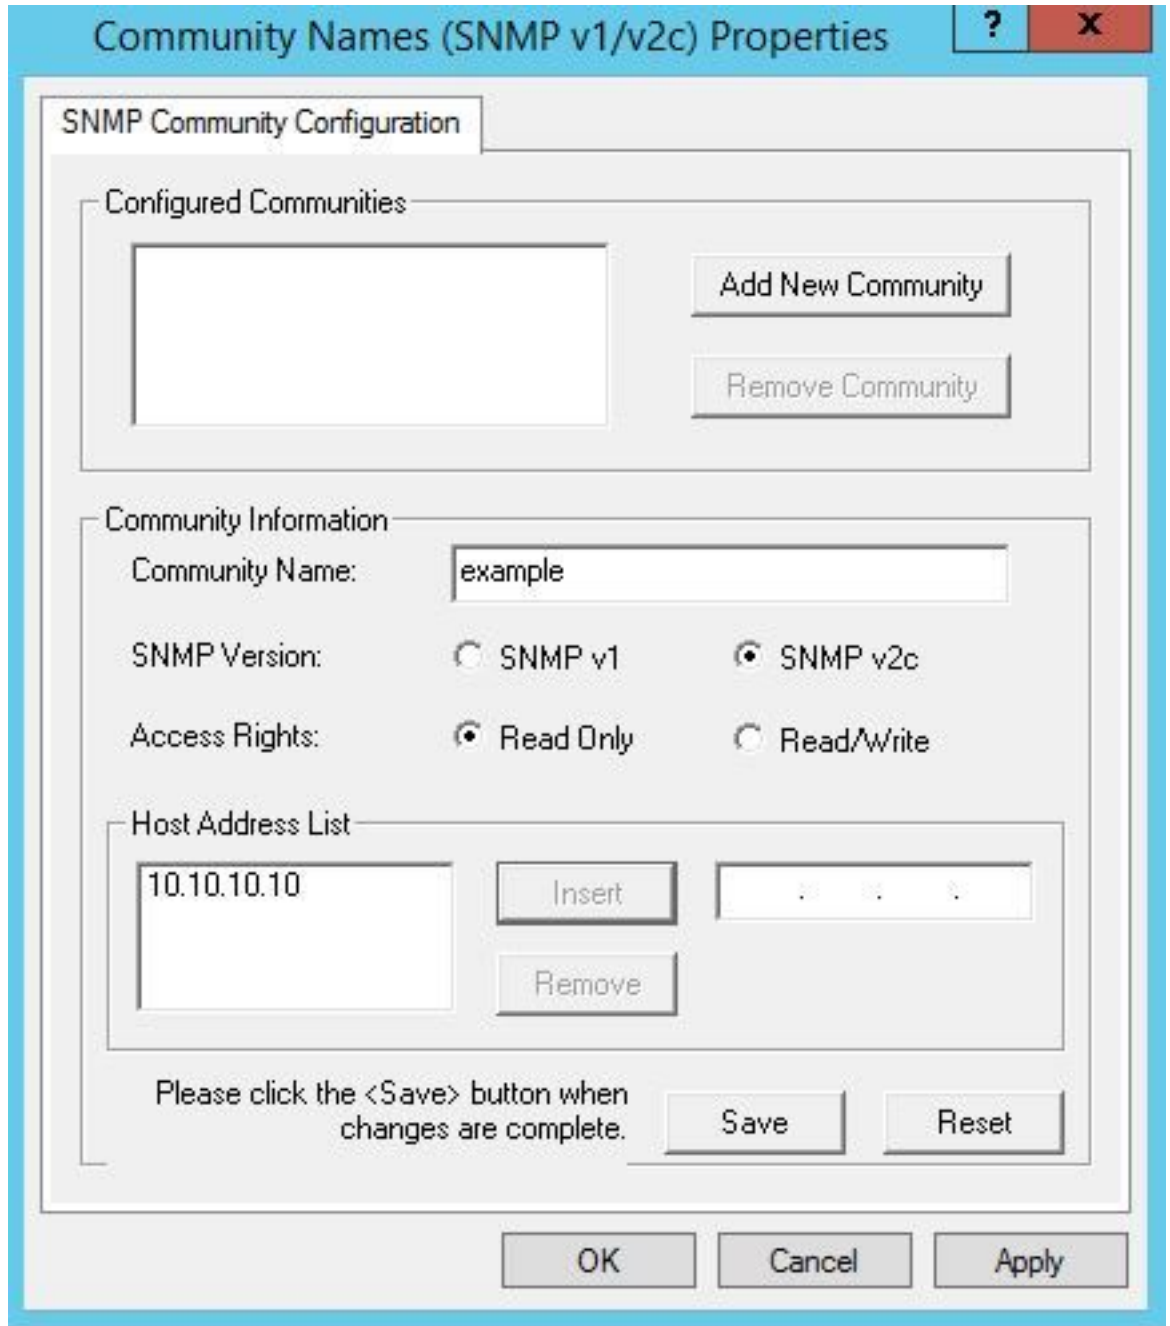 Community Names (SNMP v1/v2c) Properties
? X
SNMP Community Configuration
Configured Communities
Add New Community
Remove Community
Community Information
Community Name: example
SNMP Version: SNMP v1 SNMP v2c
Access Rights: Read Only Read/Write
Host Address List
10.10.10.10 Insert . . .
Remove
Please click the <Save> button when
changes are complete.
Save Reset
OK Cancel Apply